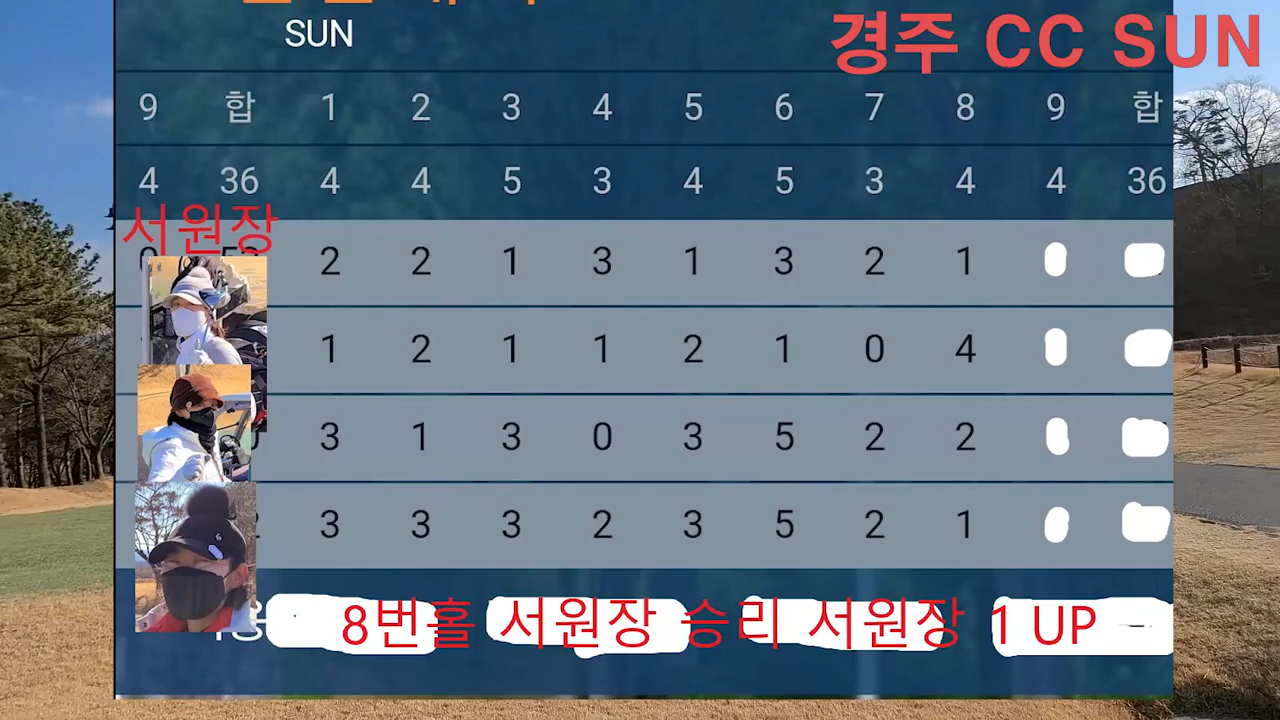 경주 CC SUN
SUN
9 합 1 2 3 4 5 6 7 8 9 합
4 36 4 4 5 3 4 5 3 4 4 36
서원장
2 2 1 3 1 3 2 1
1 2 1 1 2 1 0 4
3 1 3 0 3 5 2 2
3 3 3 2 3 5 2 1
8번홀 서원장 승리 서원장 1 UP